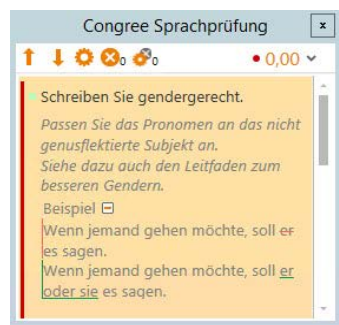 Congree Sprachprüfung x
0 0 0,00
Schreiben Sie gendergerecht.
Passen Sie das Pronomen an das nicht
genusflektierte Subjekt an.
Siehe dazu auch den Leitfaden zum
besseren Gendern.
Beispiel
Wenn jemand gehen möchte, soll er
es sagen.
Wenn jemand gehen möchte, soll er
oder sie es sagen.